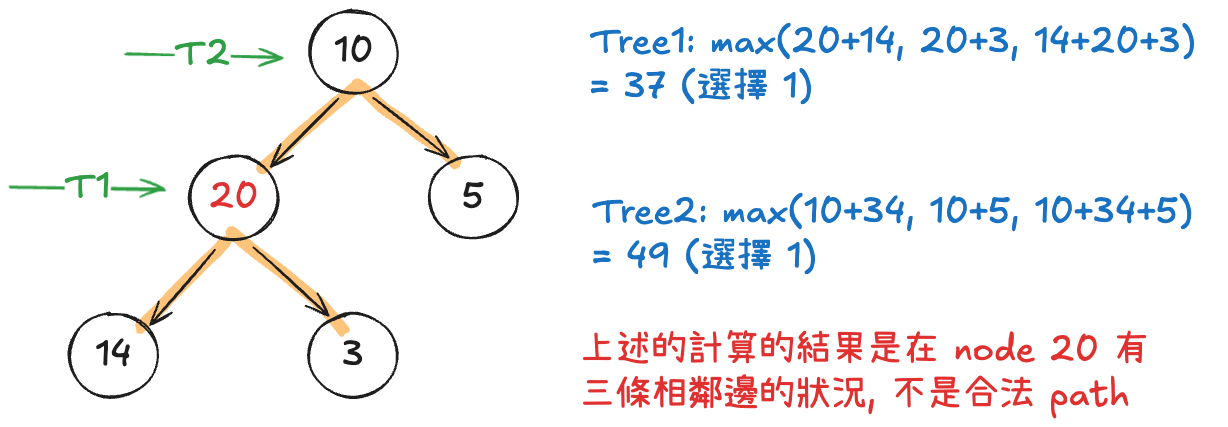 T2
10
Tree1: max(20+14, 20+3, 14+20+3)
= 37 (選擇 1)
T1
20
5
Tree2: max(10+34, 10+5, 10+34+5)
= 49 (選擇 1)
14
3
上述的計算的結果是在 node 20 有
三條相鄰邊的狀況, 不是合法 path